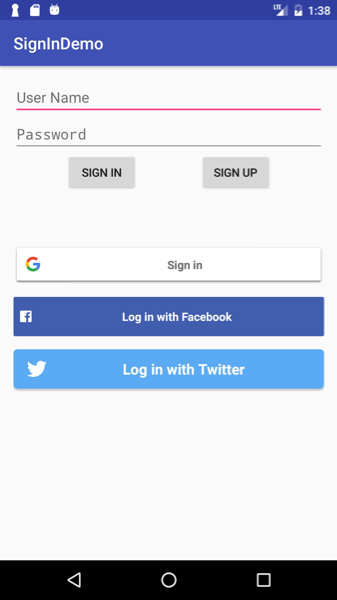 LTE 1:38
SignInDemo
User Name
Password
SIGN IN SIGN UP
G Sign in
f Log in with Facebook
Log in with Twitter